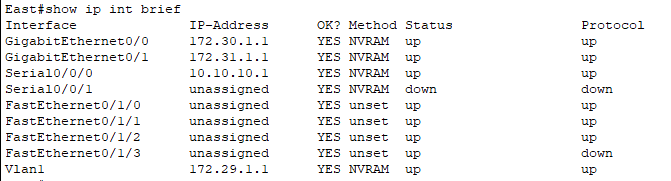 East#show ip int brief
Interface IP-Address OK? Method Status Protocol
GigabitEthernet0/0 172.30.1.1 YES NVRAM up up
GigabitEthernet0/1 172.31.1.1 YES NVRAM up up
Serial0/0/0 10.10.10.1 YES NVRAM up up
Serial0/0/1 unassigned YES NVRAM down down
FastEthernet0/1/0 unassigned YES unset up up
FastEthernet0/1/1 unassigned YES unset up up
FastEthernet0/1/2 unassigned YES unset up up
FastEthernet0/1/3 unassigned YES unset up down
Vlan1 172.29.1.1 YES NVRAM up up